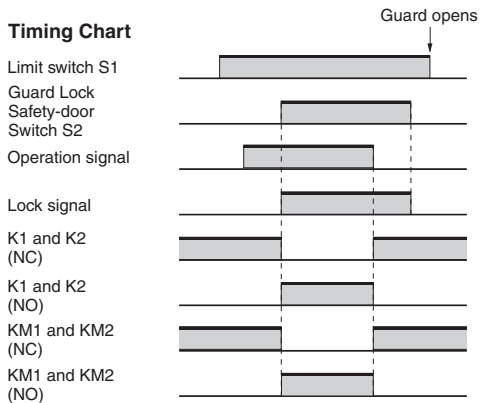 Guard opens
Timing Chart
Limit switch S1
Guard Lock
Safety-door
Switch S2
Operation signal
Lock signal
K1 and K2
(NC)
K1 and K2
(NO)
KM1 and KM2
(NC)
KM1 and KM2
(NO)